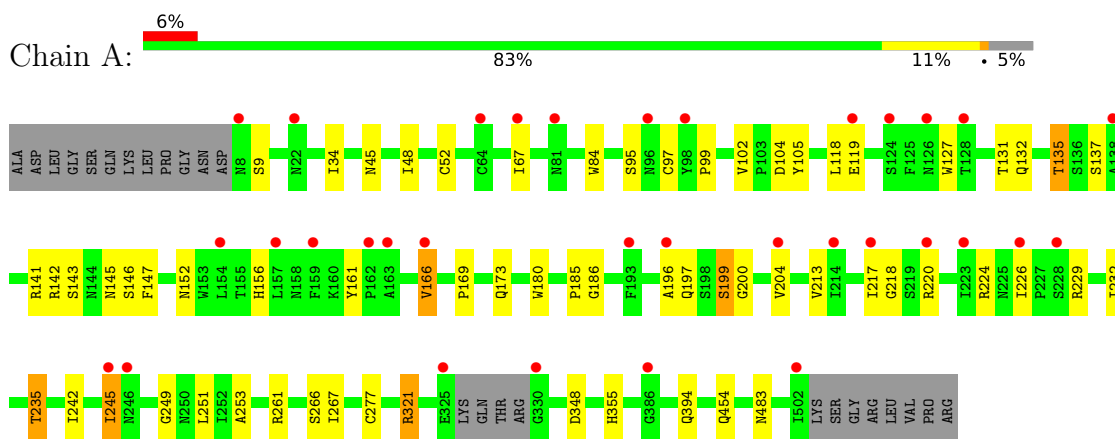 6%
Chain A:
83% 11% • 5%
ALA ASP LEU GLY SER GLN LYS LEU PRO GLY ASN ASP N8 S9 N22 I34 N45 I48 C52 C64 I67 N81 W84 S95 N96 C97 Y98 P99 V102 P103 D104 Y105 L118 E119 S124 F125 N126 W127 T128 T131 Q132 T135 S136 S137 A138
R141 R142 S143 N144 N145 S146 F147 N152 W153 L154 T155 H156 L157 N158 F159 K160 Y161 P162 A163 V166 P169 Q173 W180 P185 G186 F193 A196 Q197 S198 S199 G200 V204 V213 I214 I217 G218 S219 R220 I223 R224 N225 I226 P227 S228 R229
T235 I242 I245 N246 G249 N250 L251 I252 A253 R261 S266 I267 C277 R321 E325 LYS GLN THR ARG G330 D348 H355 G386 Q394 Q454 N483 I502 LYS SER GLY ARG LEU VAL PRO ARG